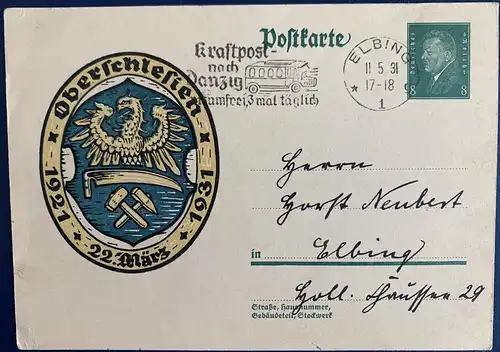 Kraftpost-
nach
Danzig
zumfrei, 3 mal täglich
Postkarte
ELBING
11.5.31
17-18
* 1 g
Deutsches Reich
8 8
Oberschlesien
1921 1931
22. März
Herrn
Horst Neubert
in Elbing
Holl. Chaussee 29
Straße, Hausnummer,
Gebäudeteil, Stockwerk